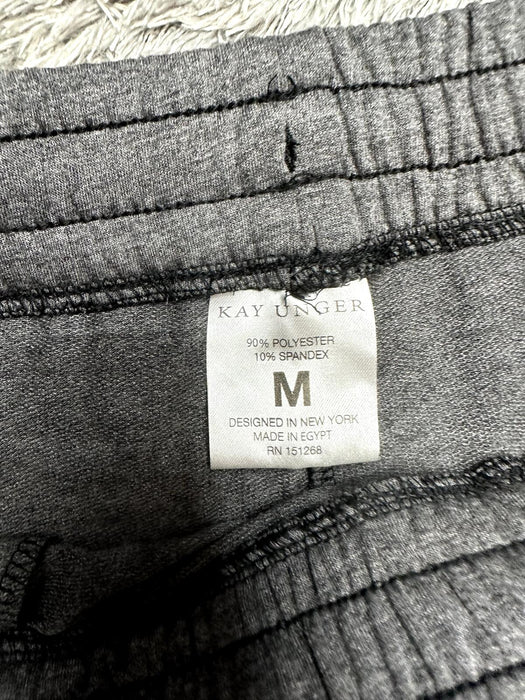 KAY UNGER
90% POLYESTER
10% SPANDEX
M
DESIGNED IN NEW YORK
MADE IN EGYPT
RN 151268